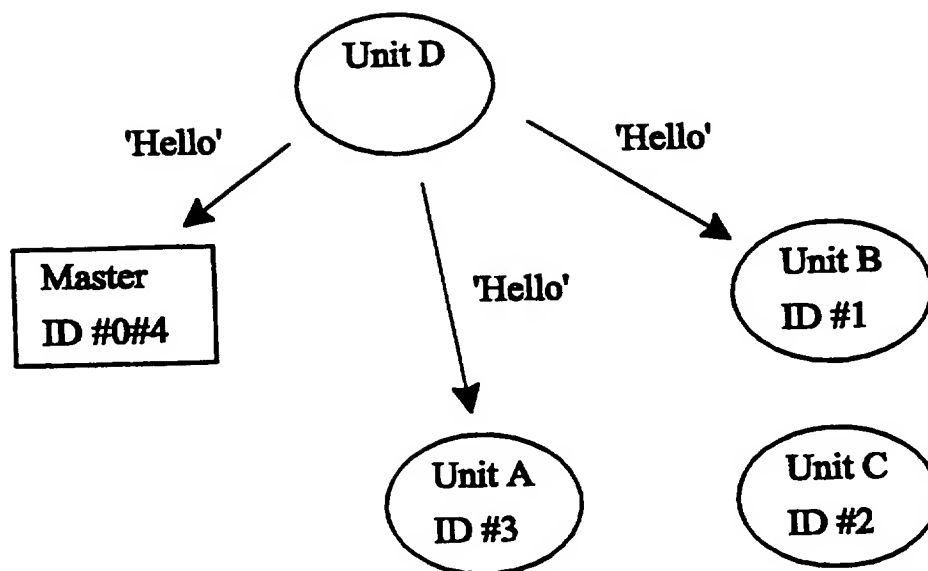 Unit D
'Hello'
'Hello'
Master
ID #0#4
'Hello'
Unit B
ID #1
Unit A
ID #3
Unit C
ID #2